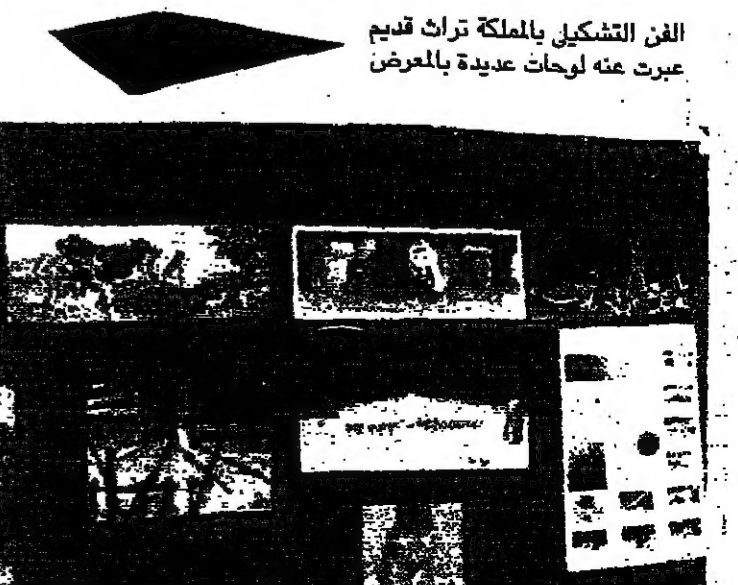 الفن التشكيلي بالمملكة تراث قديم
عبرت عنه لوحات عديدة بالمعرض